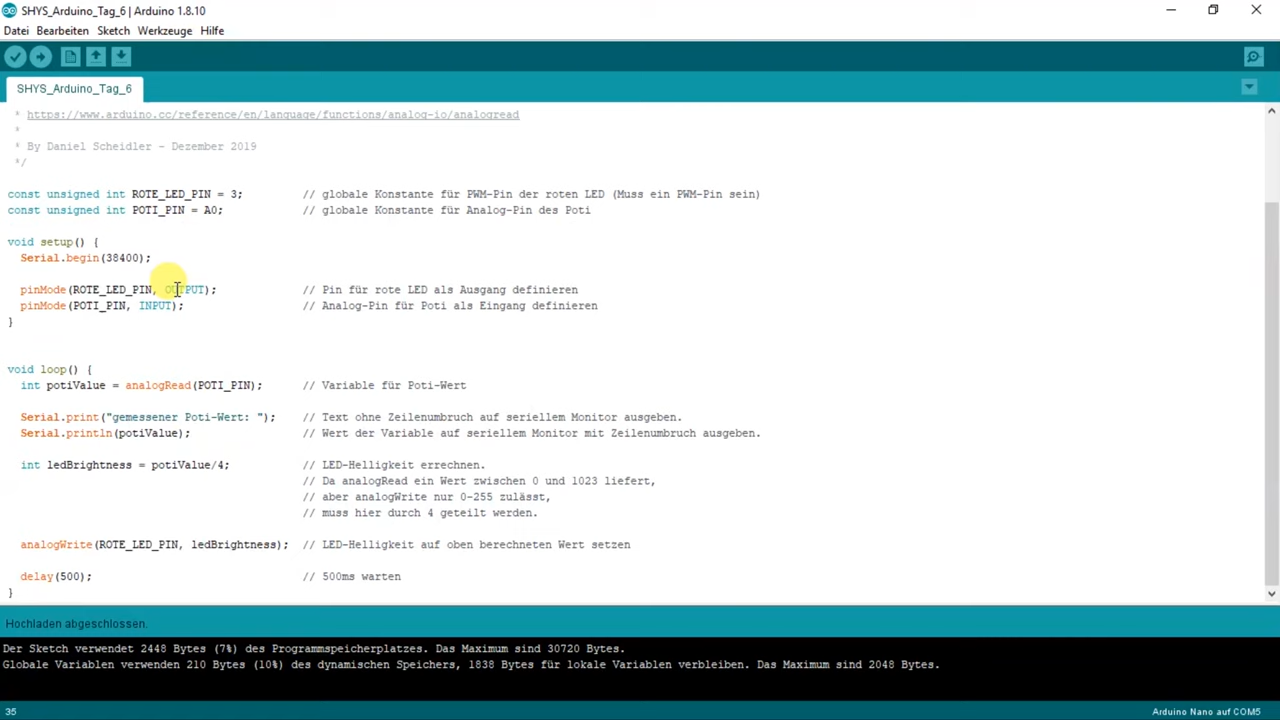 SHYS_Arduino_Tag_6 | Arduino 1.8.10
Datei Bearbeiten Sketch Werkzeuge Hilfe
SHYS_Arduino_Tag_6
* https://www.arduino.cc/reference/en/language/functions/analog-io/analogread
*
* By Daniel Scheidler - Dezember 2019
*/
const unsigned int ROTE_LED_PIN = 3; // globale Konstante für PWM-Pin der roten LED (Muss ein PWM-Pin sein)
const unsigned int POTI_PIN = A0; // globale Konstante für Analog-Pin des Poti
void setup() {
Serial.begin(38400);
pinMode(ROTE_LED_PIN, OUTPUT); // Pin für rote LED als Ausgang definieren
pinMode(POTI_PIN, INPUT); // Analog-Pin für Poti als Eingang definieren
}
void loop() {
int potiValue = analogRead(POTI_PIN); // Variable für Poti-Wert
Serial.print("gemessener Poti-Wert: "); // Text ohne Zeilenumbruch auf seriellem Monitor ausgeben.
Serial.println(potiValue); // Wert der Variable auf seriellem Monitor mit Zeilenumbruch ausgeben.
int ledBrightness = potiValue/4; // LED-Helligkeit errechnen.
// Da analogRead ein Wert zwischen 0 und 1023 liefert,
// aber analogWrite nur 0-255 zulässt,
// muss hier durch 4 geteilt werden.
analogWrite(ROTE_LED_PIN, ledBrightness); // LED-Helligkeit auf oben berechneten Wert setzen
delay(500); // 500ms warten
}
Hochladen abgeschlossen.
Der Sketch verwendet 2448 Bytes (7%) des Programmspeicherplatzes. Das Maximum sind 30720 Bytes.
Globale Variablen verwenden 210 Bytes (10%) des dynamischen Speichers, 1838 Bytes für lokale Variablen verbleiben. Das Maximum sind 2048 Bytes.
35 Arduino Nano auf COM5